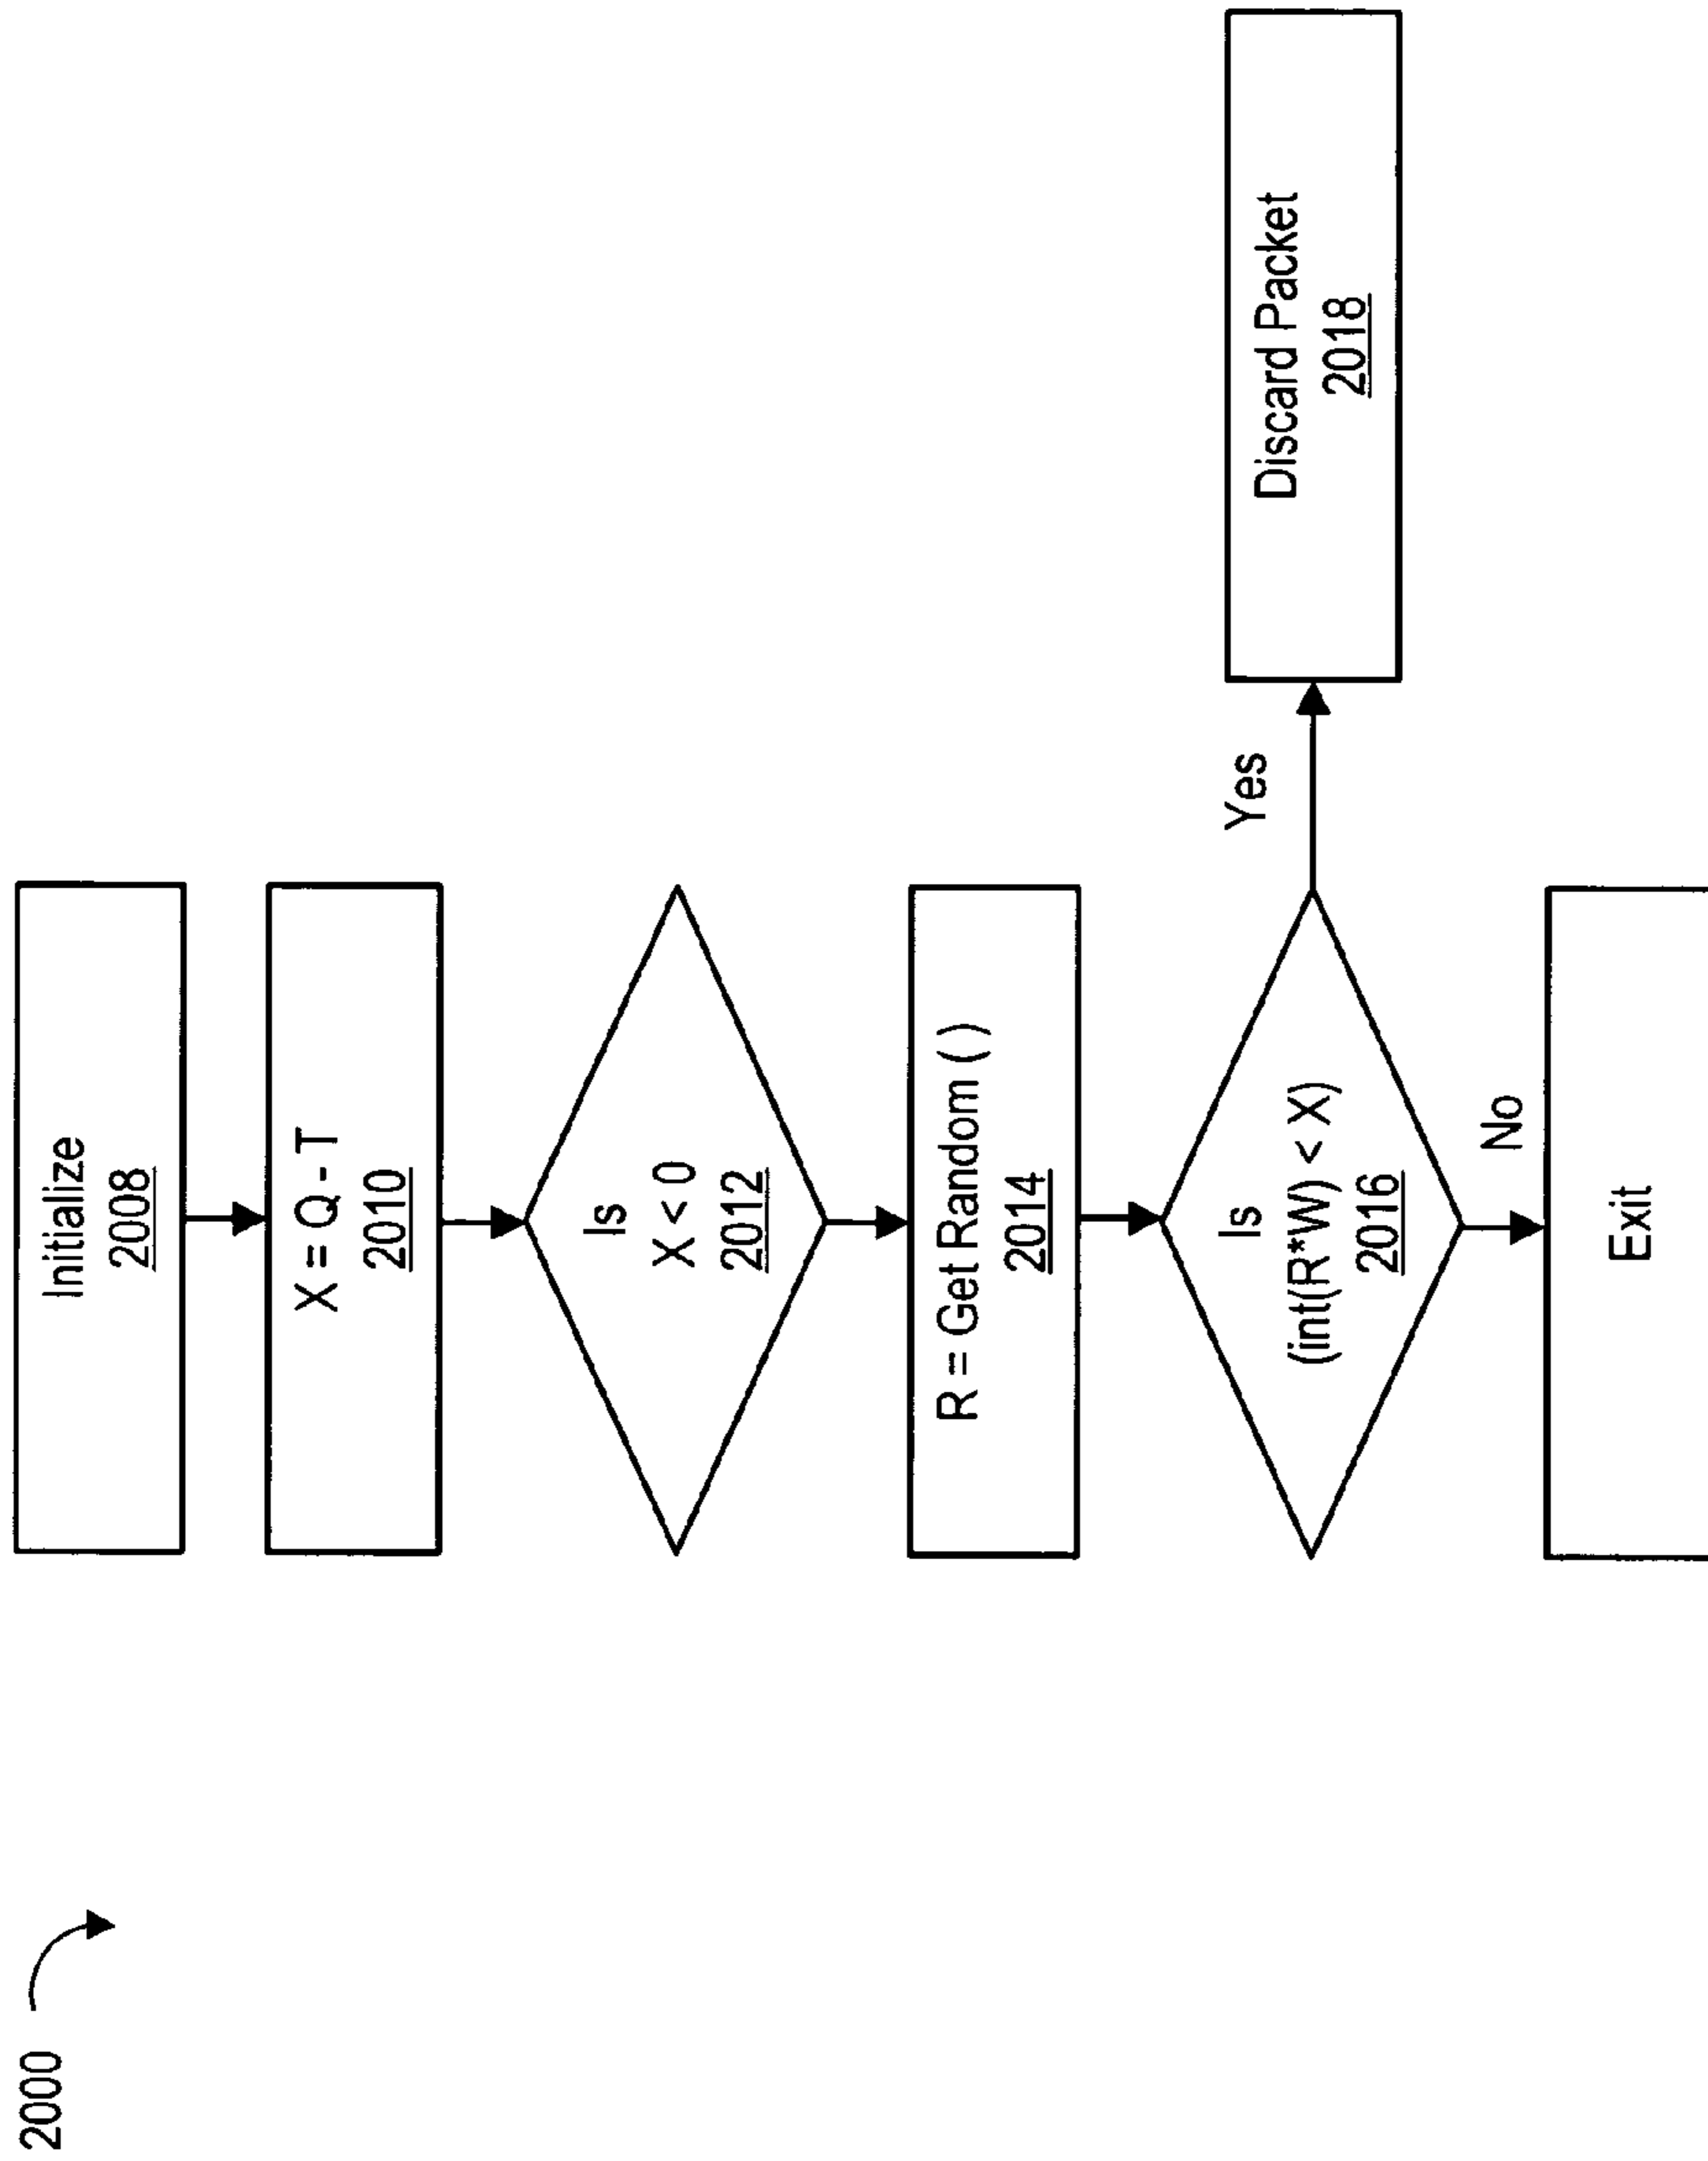 2000
Initialize
2008
X = Q - T
2010
Is
X < 0
2012
R = Get Random ()
2014
Is
(int(R*W) < X)
2016
Yes
Discard Packet
2018
No
Exit